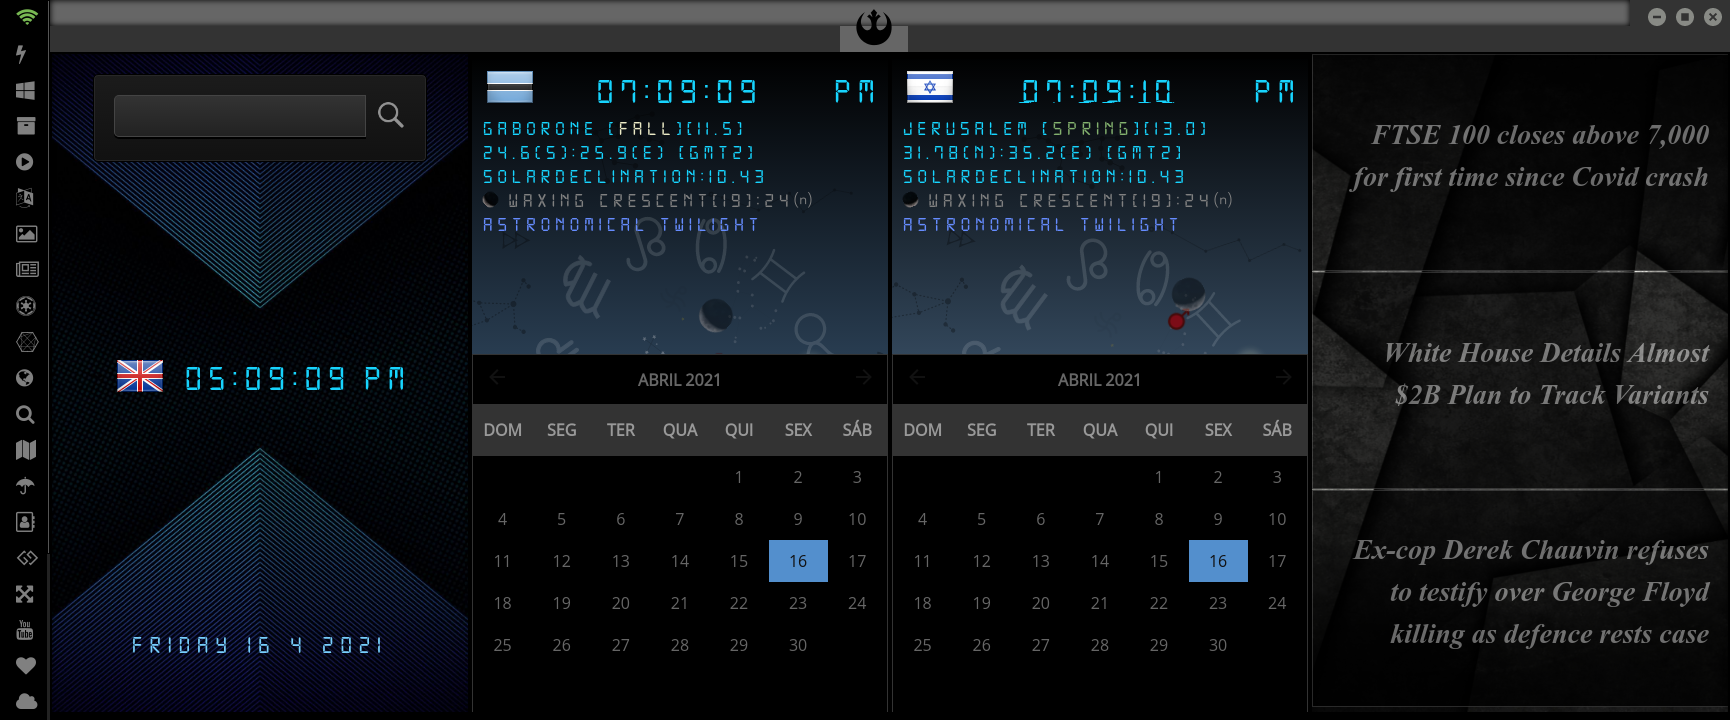 05:09:09 PM
FRIDAY 16 4 2021
07:09:09 PM
GABORONE [FALL][11.5]
24.6(S):25.9(E) [GMT2]
SOLARDECLINATION:10.43
WAXING CRESCENT[19]:24(n)
ASTRONOMICAL TWILIGHT
ABRIL 2021
DOM SEG TER QUA QUI SEX SÁB
1 2 3
4 5 6 7 8 9 10
11 12 13 14 15 16 17
18 19 20 21 22 23 24
25 26 27 28 29 30
07:09:10 PM
JERUSALEM [SPRING][13.0]
31.78(N):35.2(E) [GMT2]
SOLARDECLINATION:10.43
WAXING CRESCENT[19]:24(n)
ASTRONOMICAL TWILIGHT
ABRIL 2021
DOM SEG TER QUA QUI SEX SÁB
1 2 3
4 5 6 7 8 9 10
11 12 13 14 15 16 17
18 19 20 21 22 23 24
25 26 27 28 29 30
FTSE 100 closes above 7,000
for first time since Covid crash
White House Details Almost
$2B Plan to Track Variants
Ex-cop Derek Chauvin refuses
to testify over George Floyd
killing as defence rests case
You
Tube